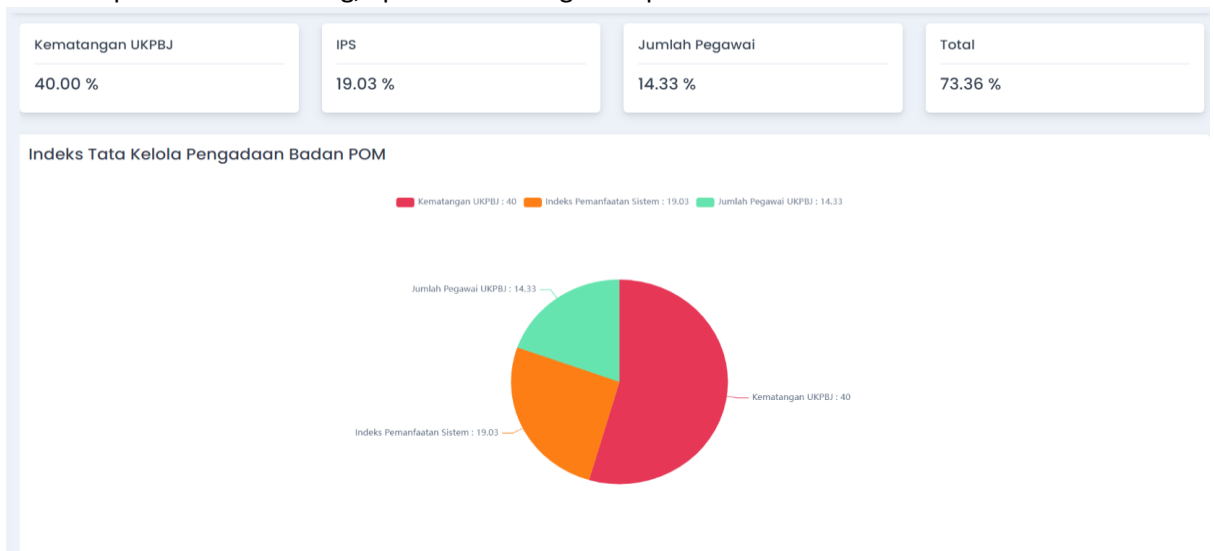 Kematangan UKPBJ
40.00 %
IPS
19.03 %
Jumlah Pegawai
14.33 %
Total
73.36 %
Indeks Tata Kelola Pengadaan Badan POM
Kematangan UKPBJ : 40 Indeks Pemanfaatan Sistem : 19.03 Jumlah Pegawai UKPBJ : 14.33
Jumlah Pegawai UKPBJ : 14.33
Kematangan UKPBJ : 40
Indeks Pemanfaatan Sistem : 19.03